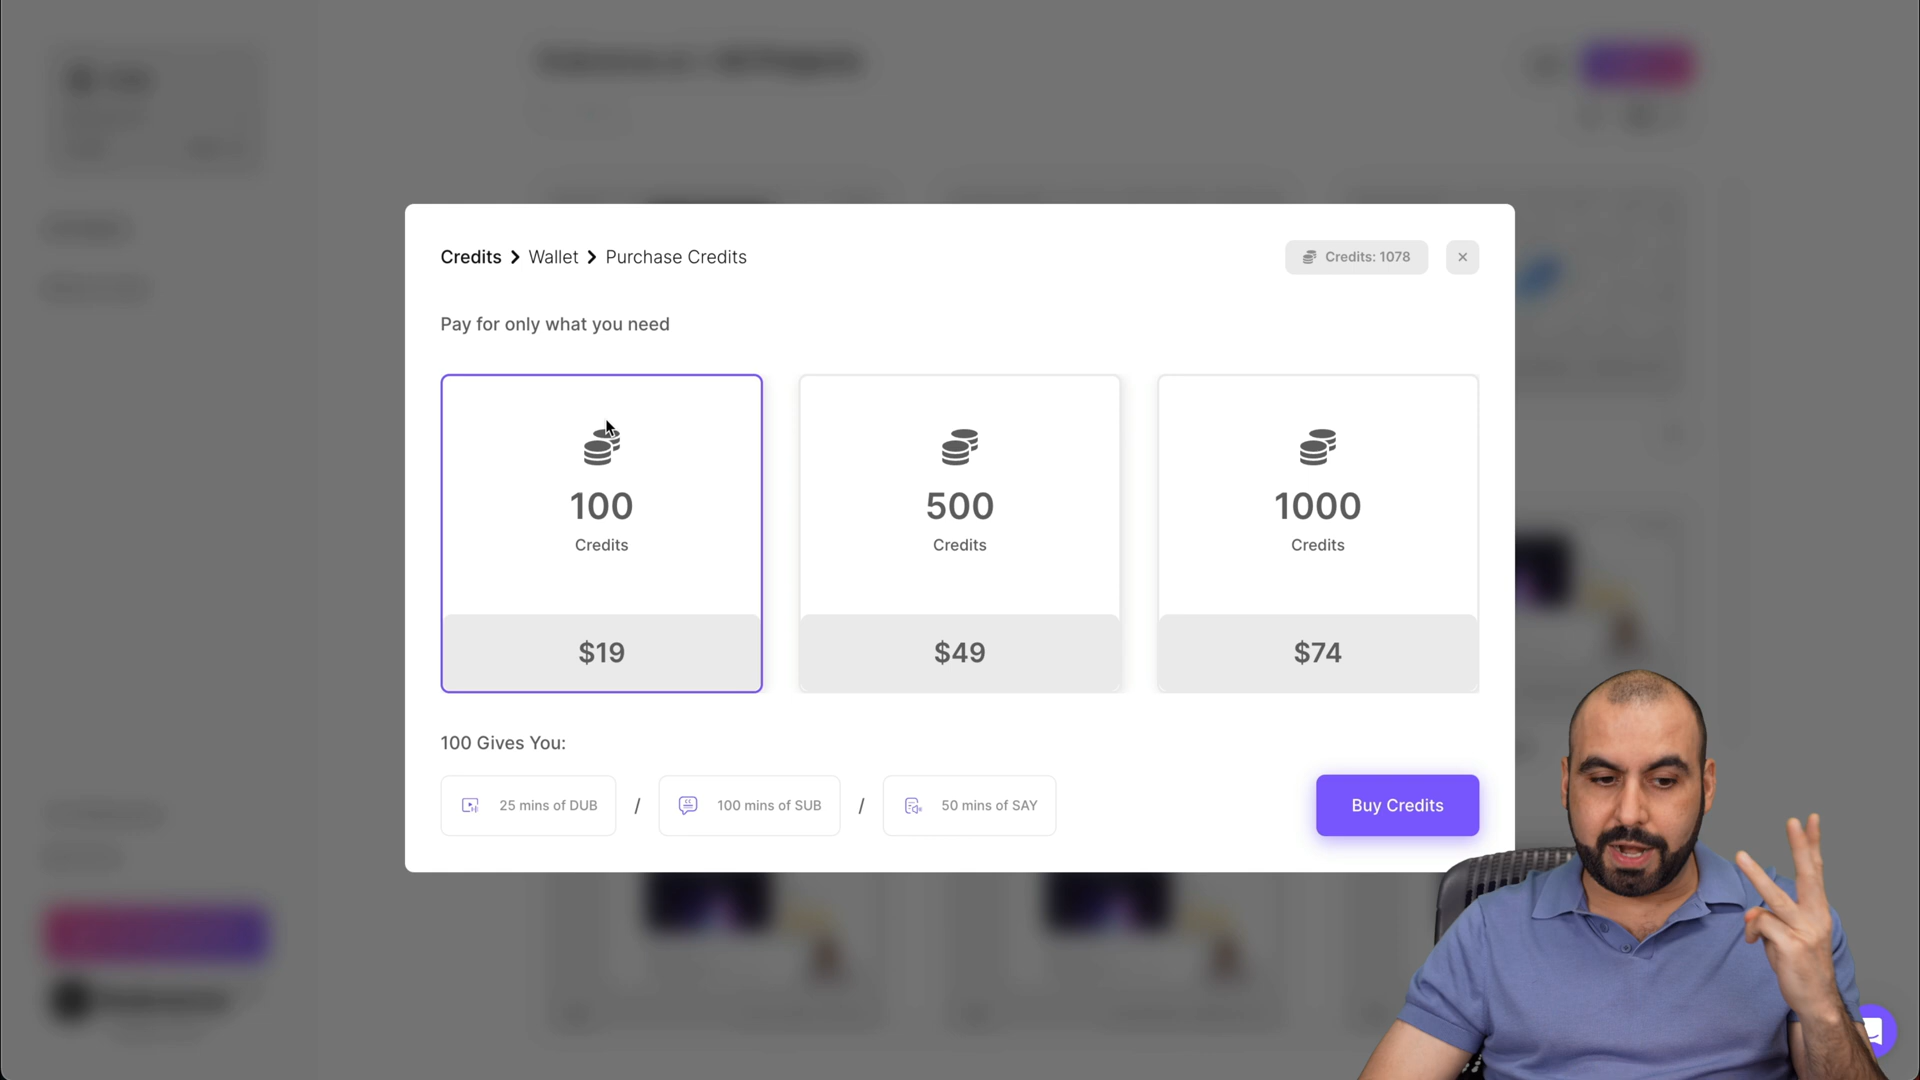 Credits > Wallet > Purchase Credits
Credits: 1078
Pay for only what you need
100
Credits
$19
500
Credits
$49
1000
Credits
$74
100 Gives You:
25 mins of DUB / 100 mins of SUB / 50 mins of SAY
Buy Credits